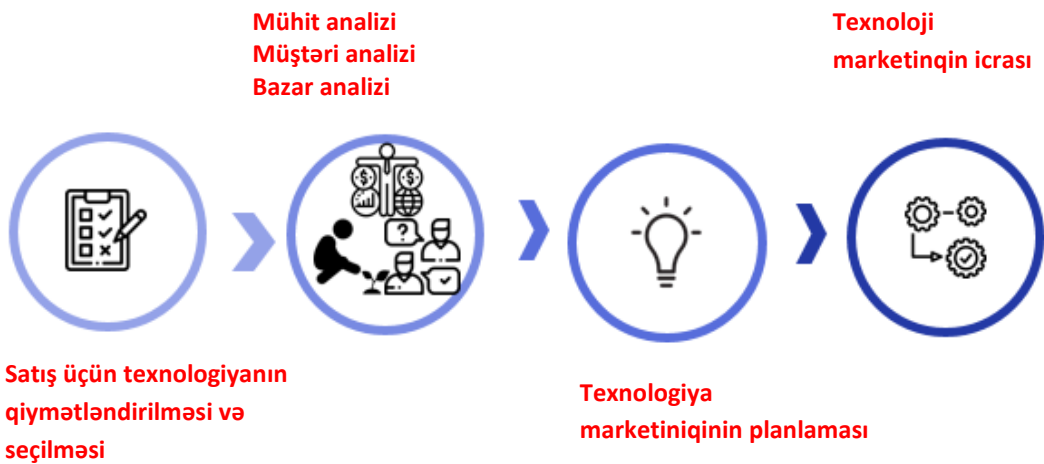 Mühit analizi
Müştəri analizi
Bazar analizi
Texnoloji
marketinqin icrası
Satış üçün texnologiyanın
qiymətləndirilməsi və
seçilməsi
Texnologiya
marketiniqinin planlaması